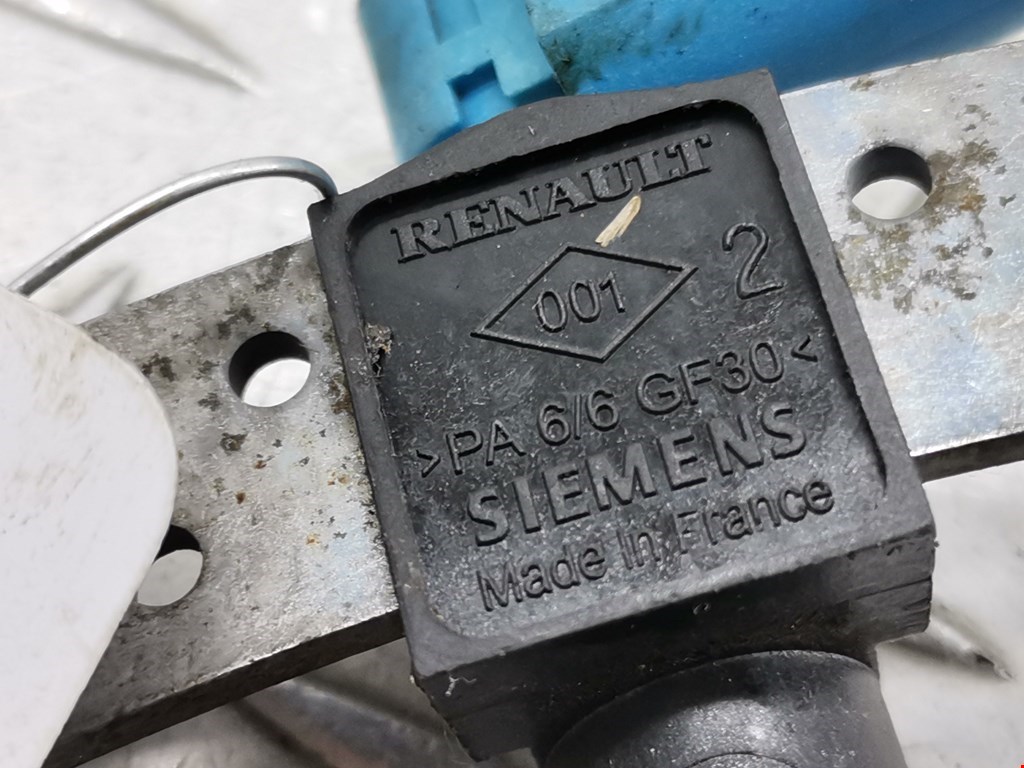 RENAULT
001 2
>PA 6/6 GF30<
SIEMENS
Made In France